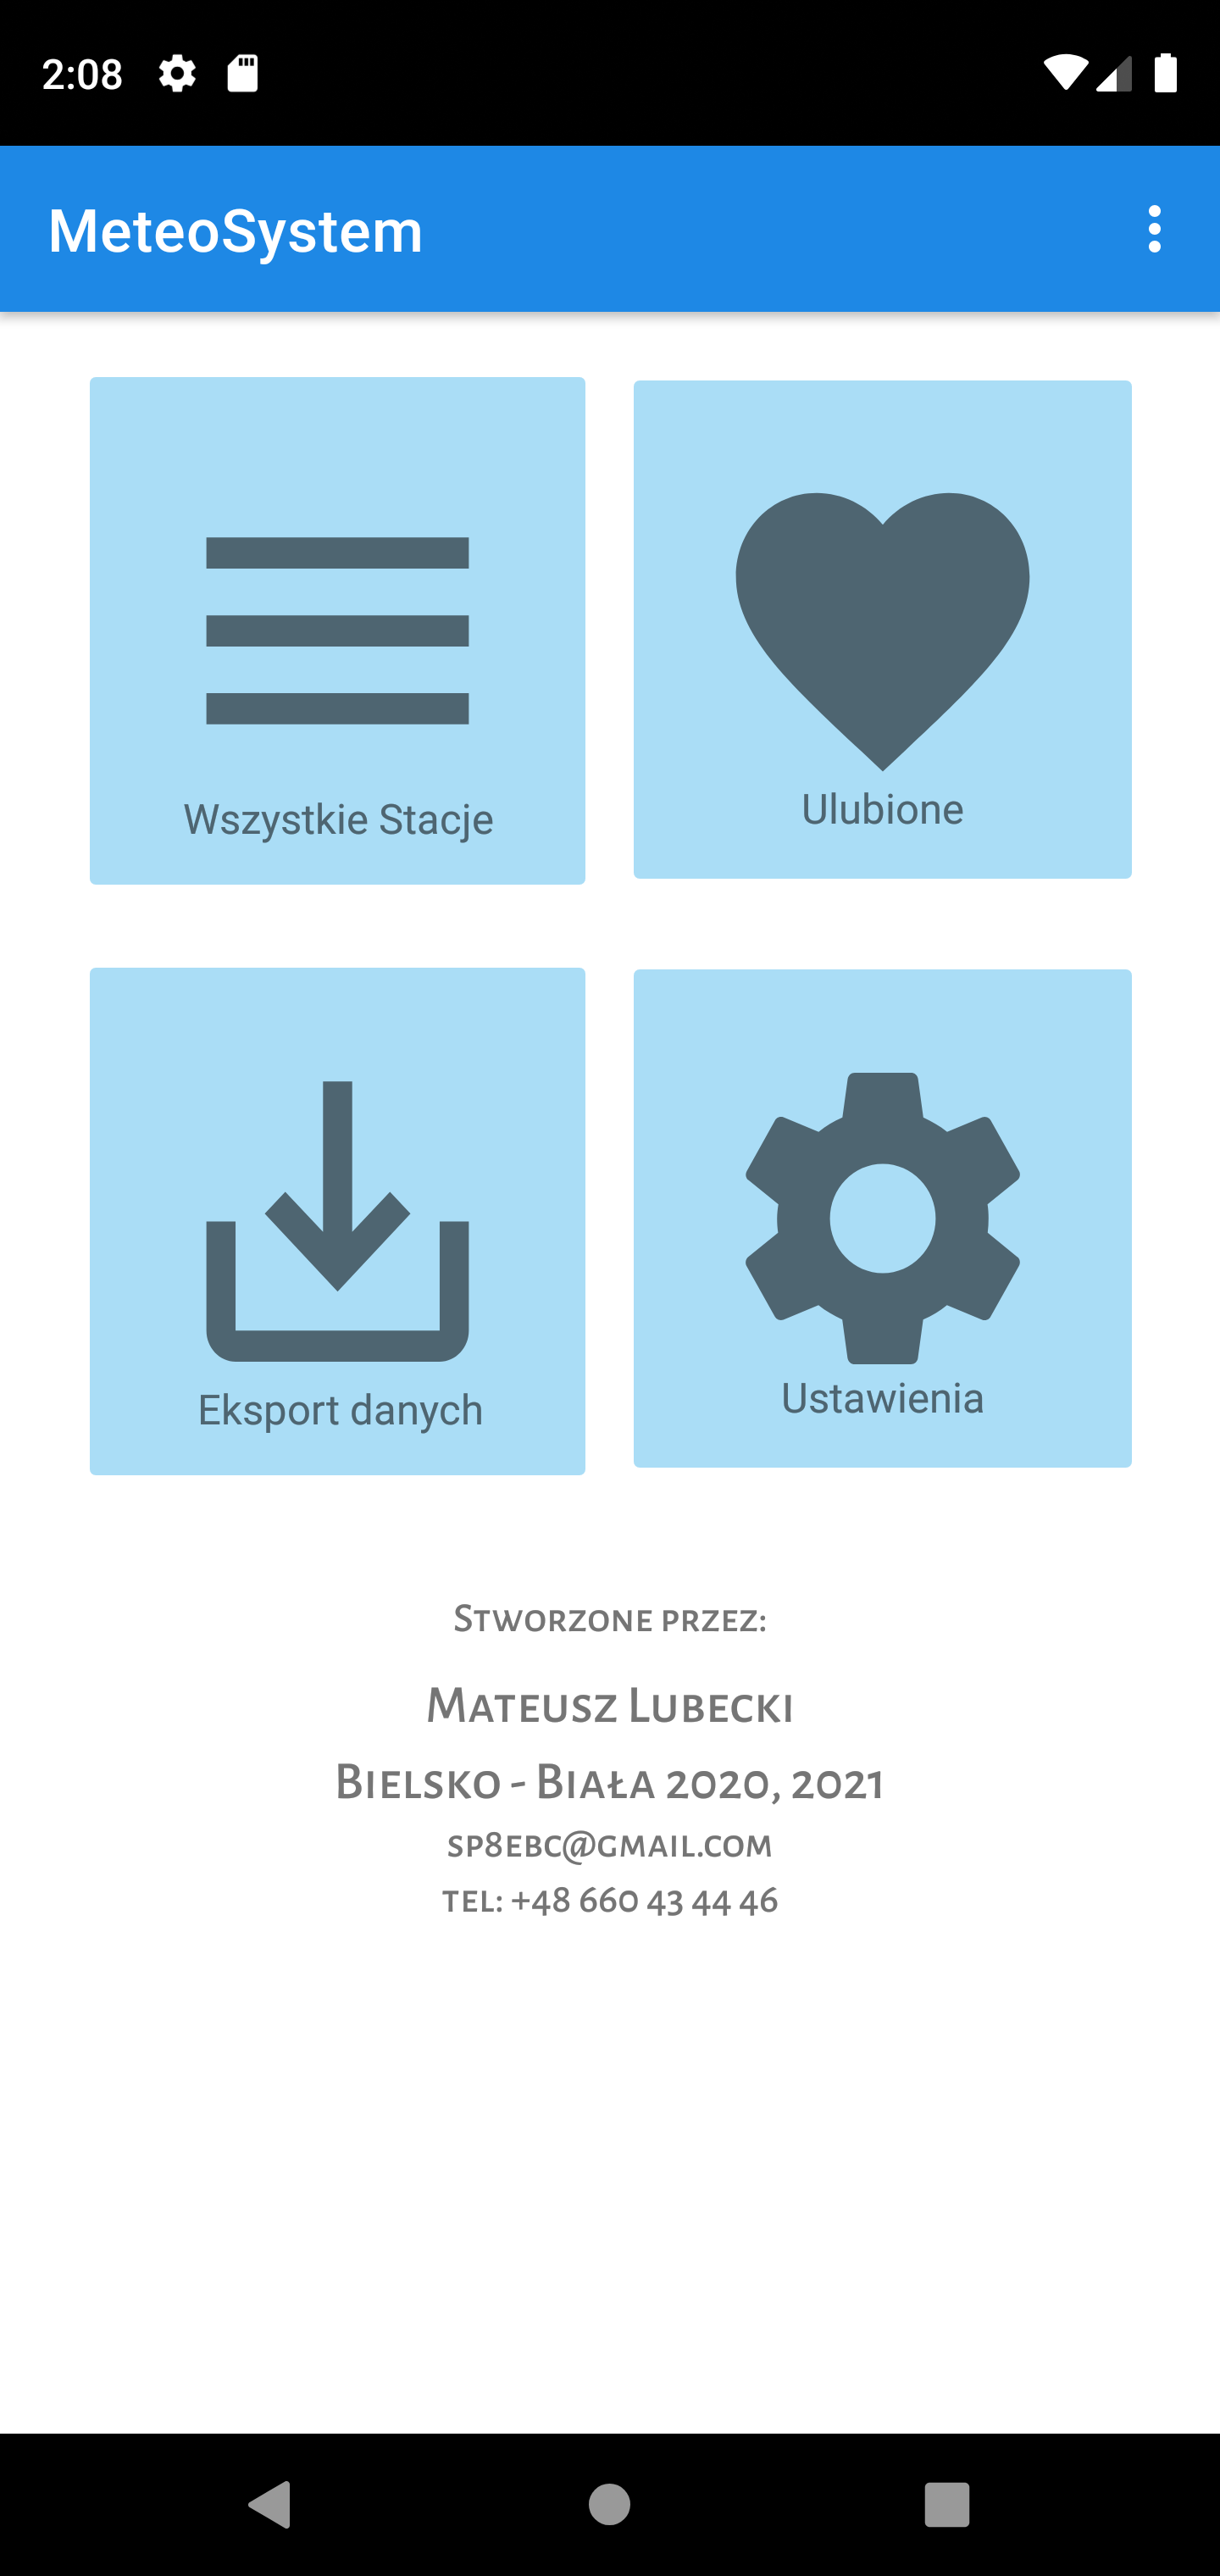 2:08
MeteoSystem
Wszystkie Stacje
Ulubione
Eksport danych
Ustawienia
Stworzone przez:
Mateusz Lubecki
Bielsko - Biała 2020, 2021
sp8ebc@gmail.com
tel: +48 660 43 44 46